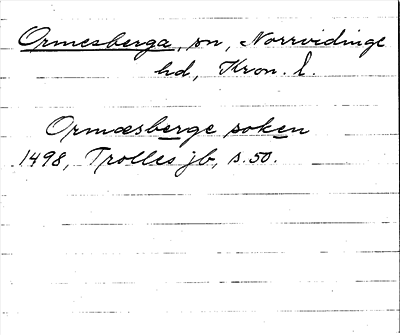 Ormesberga, sn, Norrvidinge
hd, Kron. l.
Ormæsberge soken
1498, Trolles jb, s. 50.